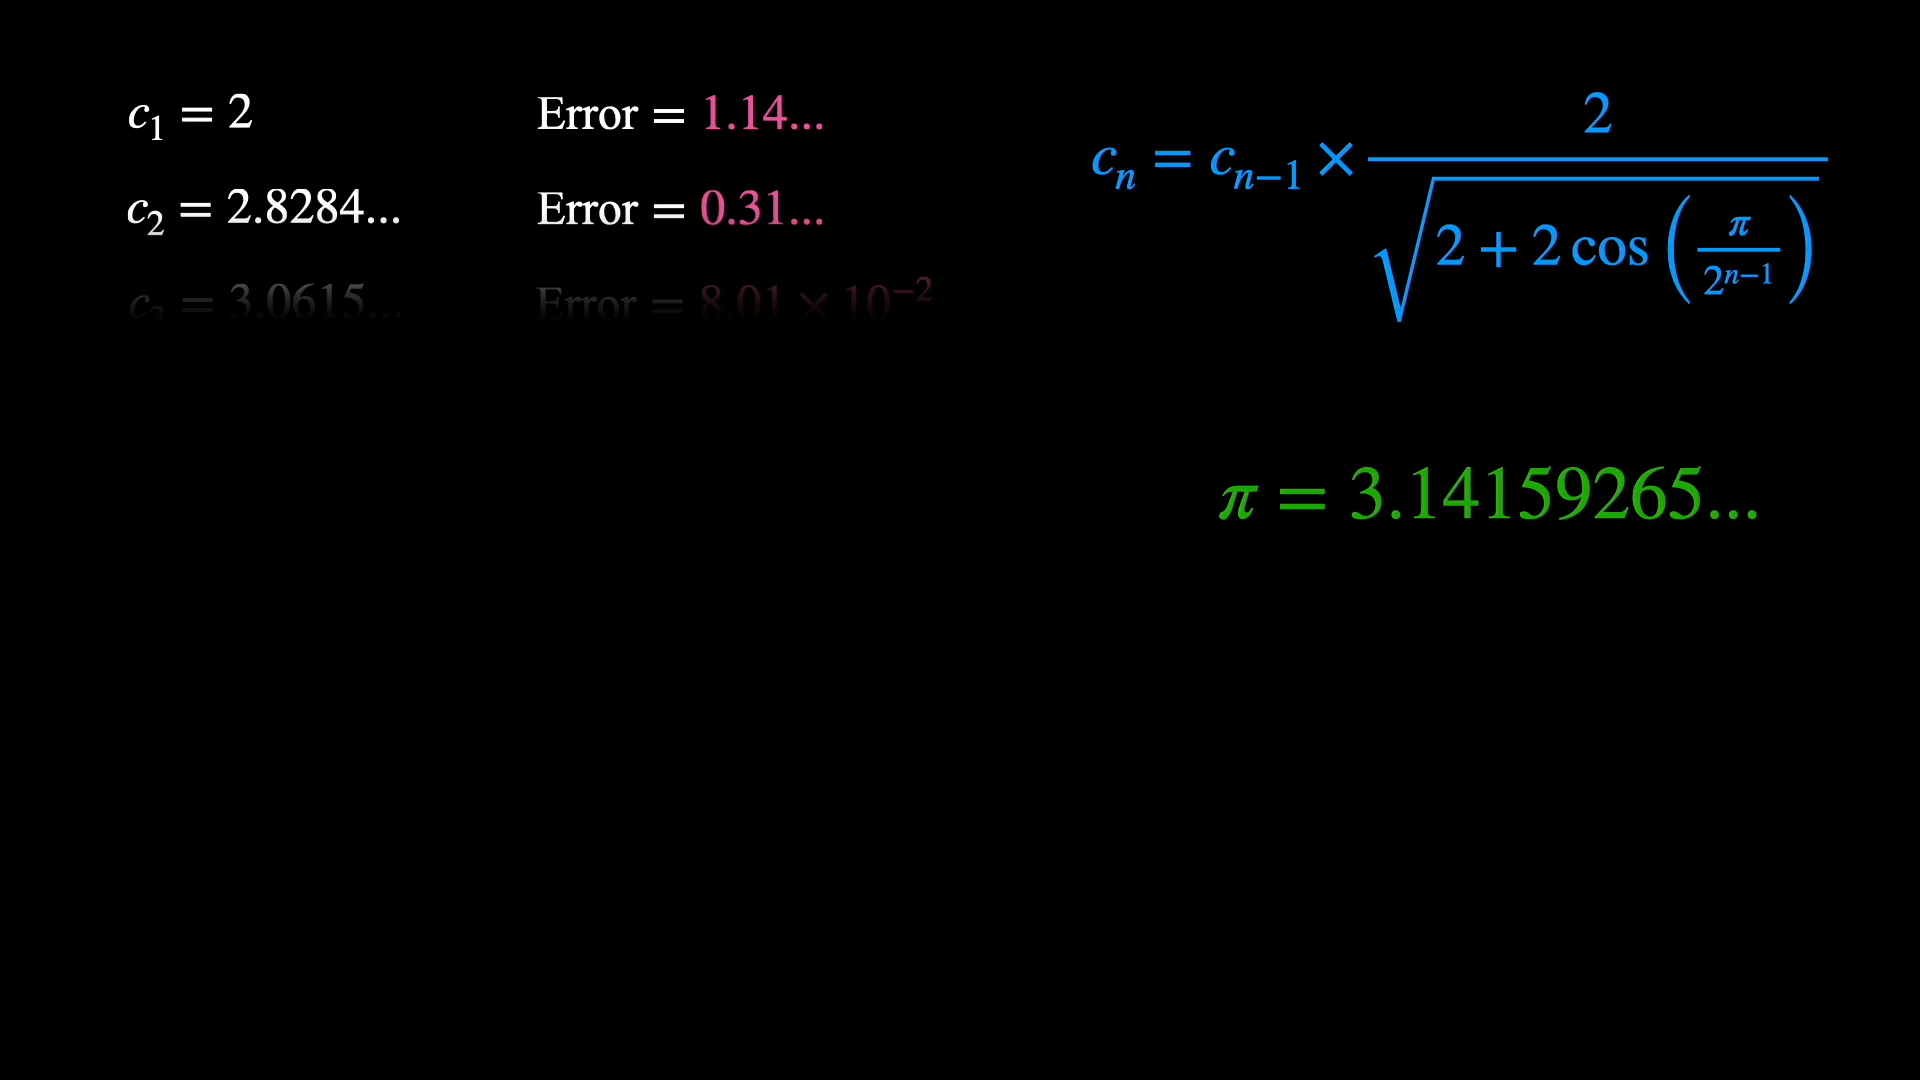 c₁ = 2 Error = 1.14...
c₂ = 2.8284... Error = 0.31...
c₃ = 3.0615... Error = 8.01 × 10⁻²
cₙ = cₙ₋₁ × 2 / √(2 + 2 cos (π / 2ⁿ⁻¹))
π = 3.14159265...